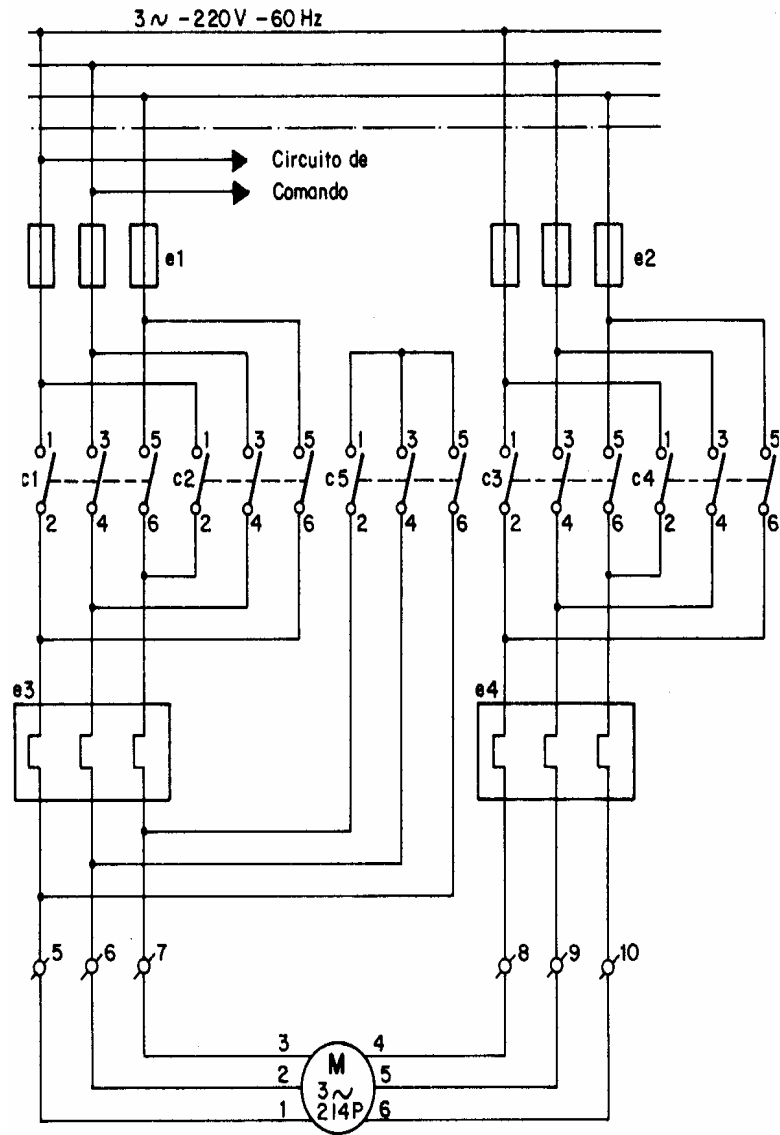 3∿ -220V -60Hz
Circuito de
Comando
e1
e2
1 3 5 1 3 5 1 3 5 1 3 5 1 3 5
c1 c2 c5 c3 c4
2 4 6 2 4 6 2 4 6 2 4 6 2 4 6
e3 e4
5 6 7 8 9 10
3 M 4
2 3∿ 5
1 2/4P 6